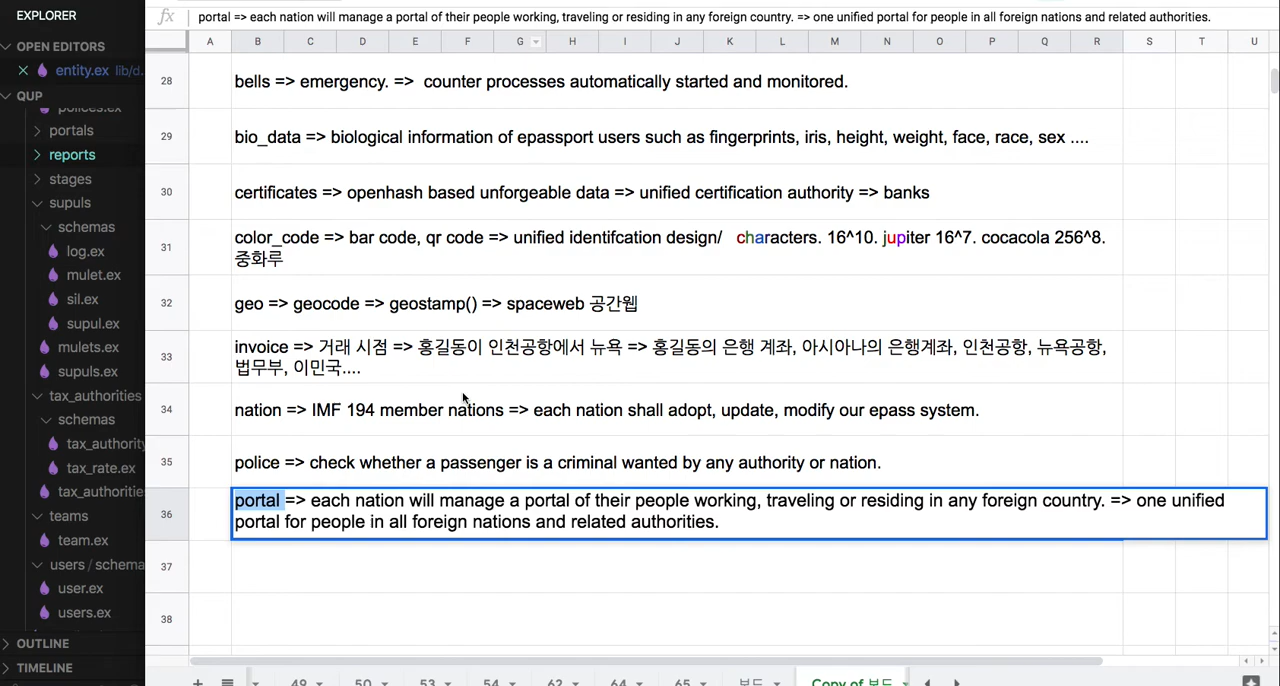 EXPLORER
OPEN EDITORS
entity.ex lib/d.
QUP
polices.ex
portals
reports
stages
supuls
schemas
log.ex
mulet.ex
sil.ex
supul.ex
mulets.ex
supuls.ex
tax_authorities
schemas
tax_authority
tax_rate.ex
tax_authoritie
teams
team.ex
users / schema
user.ex
users.ex
OUTLINE
TIMELINE
fx portal => each nation will manage a portal of their people working, traveling or residing in any foreign country. => one unified portal for people in all foreign nations and related authorities.
A B C D E F G H I J K L M N O P Q R S T U
28 bells => emergency. => counter processes automatically started and monitored.
29 bio_data => biological information of epassport users such as fingerprints, iris, height, weight, face, race, sex ....
30 certificates => openhash based unforgeable data => unified certification authority => banks
31 color_code => bar code, qr code => unified identifcation design/ characters. 16^10. jupiter 16^7. cocacola 256^8.
중화루
32 geo => geocode => geostamp() => spaceweb 공간웹
33 invoice => 거래 시점 => 홍길동이 인천공항에서 뉴욕 => 홍길동의 은행 계좌, 아시아나의 은행계좌, 인천공항, 뉴욕공항,
법무부, 이민국....
34 nation => IMF 194 member nations => each nation shall adopt, update, modify our epass system.
35 police => check whether a passenger is a criminal wanted by any authority or nation.
36 portal => each nation will manage a portal of their people working, traveling or residing in any foreign country. => one unified
portal for people in all foreign nations and related authorities.
37
38
49 50 53 54 62 64 65 보드 Copy of 보드